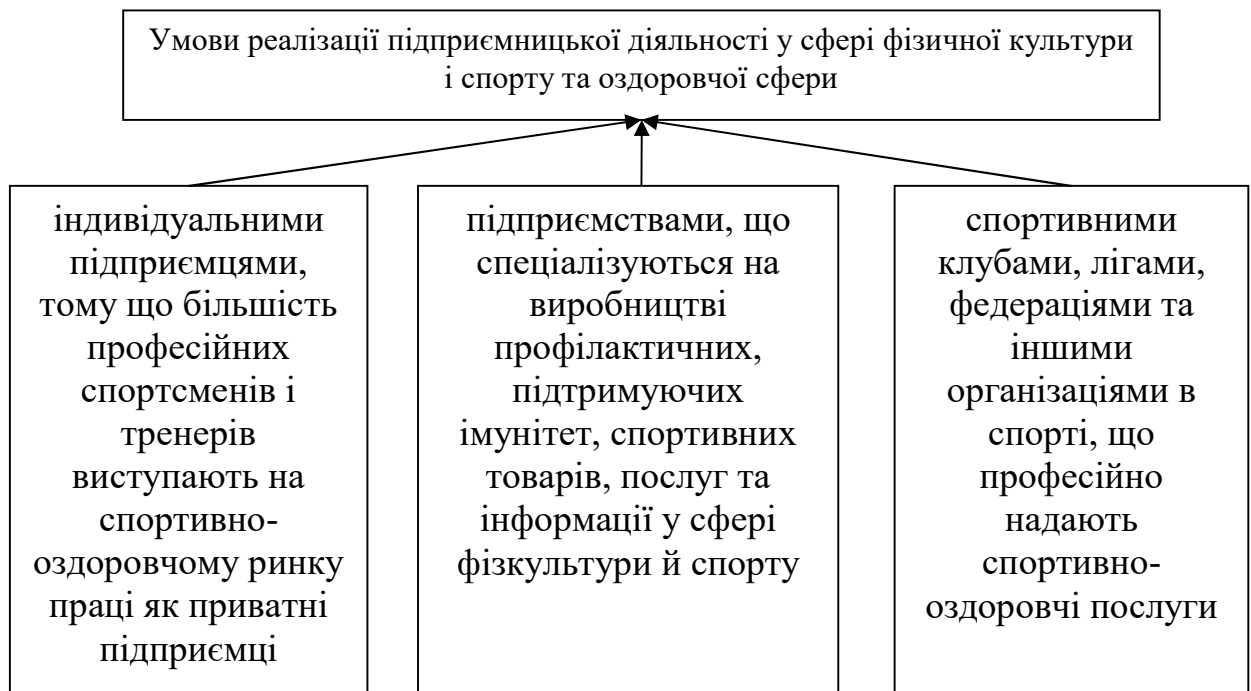 Умови реалізації підприємницької діяльності у сфері фізичної культури
і спорту та оздоровчої сфери
індивідуальними
підприємцями,
тому що більшість
професійних
спортсменів і
тренерів
виступають на
спортивно-
оздоровчому ринку
праці як приватні
підприємці
підприємствами, що
спеціалізуються на
виробництві
профілактичних,
підтримуючих
імунітет, спортивних
товарів, послуг та
інформації у сфері
фізкультури й спорту
спортивними
клубами, лігами,
федераціями та
іншими
організаціями в
спорті, що
професійно
надають
спортивно-
оздоровчі послуги